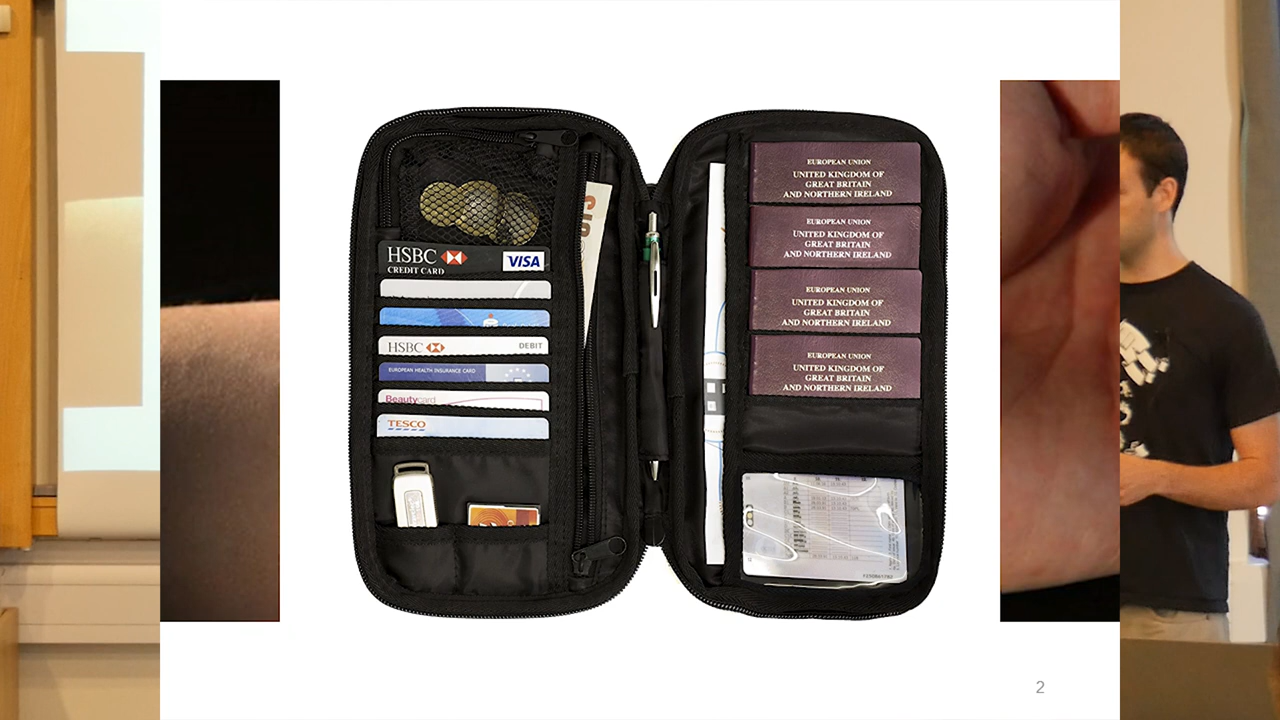 HSBC
VISA
CREDIT CARD
HSBC
DEBIT
EUROPEAN HEALTH INSURANCE CARD
Beautycard
TESCO
EUROPEAN UNION
UNITED KINGDOM OF
GREAT BRITAIN
AND NORTHERN IRELAND
EUROPEAN UNION
UNITED KINGDOM OF
GREAT BRITAIN
AND NORTHERN IRELAND
EUROPEAN UNION
UNITED KINGDOM OF
GREAT BRITAIN
AND NORTHERN IRELAND
EUROPEAN UNION
UNITED KINGDOM OF
GREAT BRITAIN
AND NORTHERN IRELAND
2